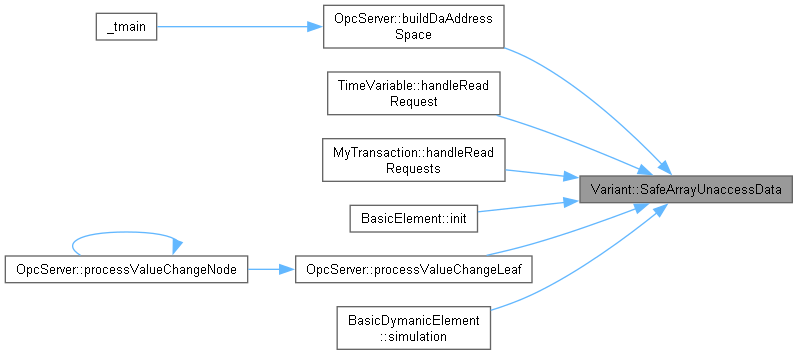 _tmain
OpcServer::buildDaAddress
Space
TimeVariable::handleRead
Request
MyTransaction::handleRead
Requests
Variant::SafeArrayUnaccessData
BasicElement::init
OpcServer::processValueChangeNode
OpcServer::processValueChangeLeaf
BasicDymanicElement
::simulation